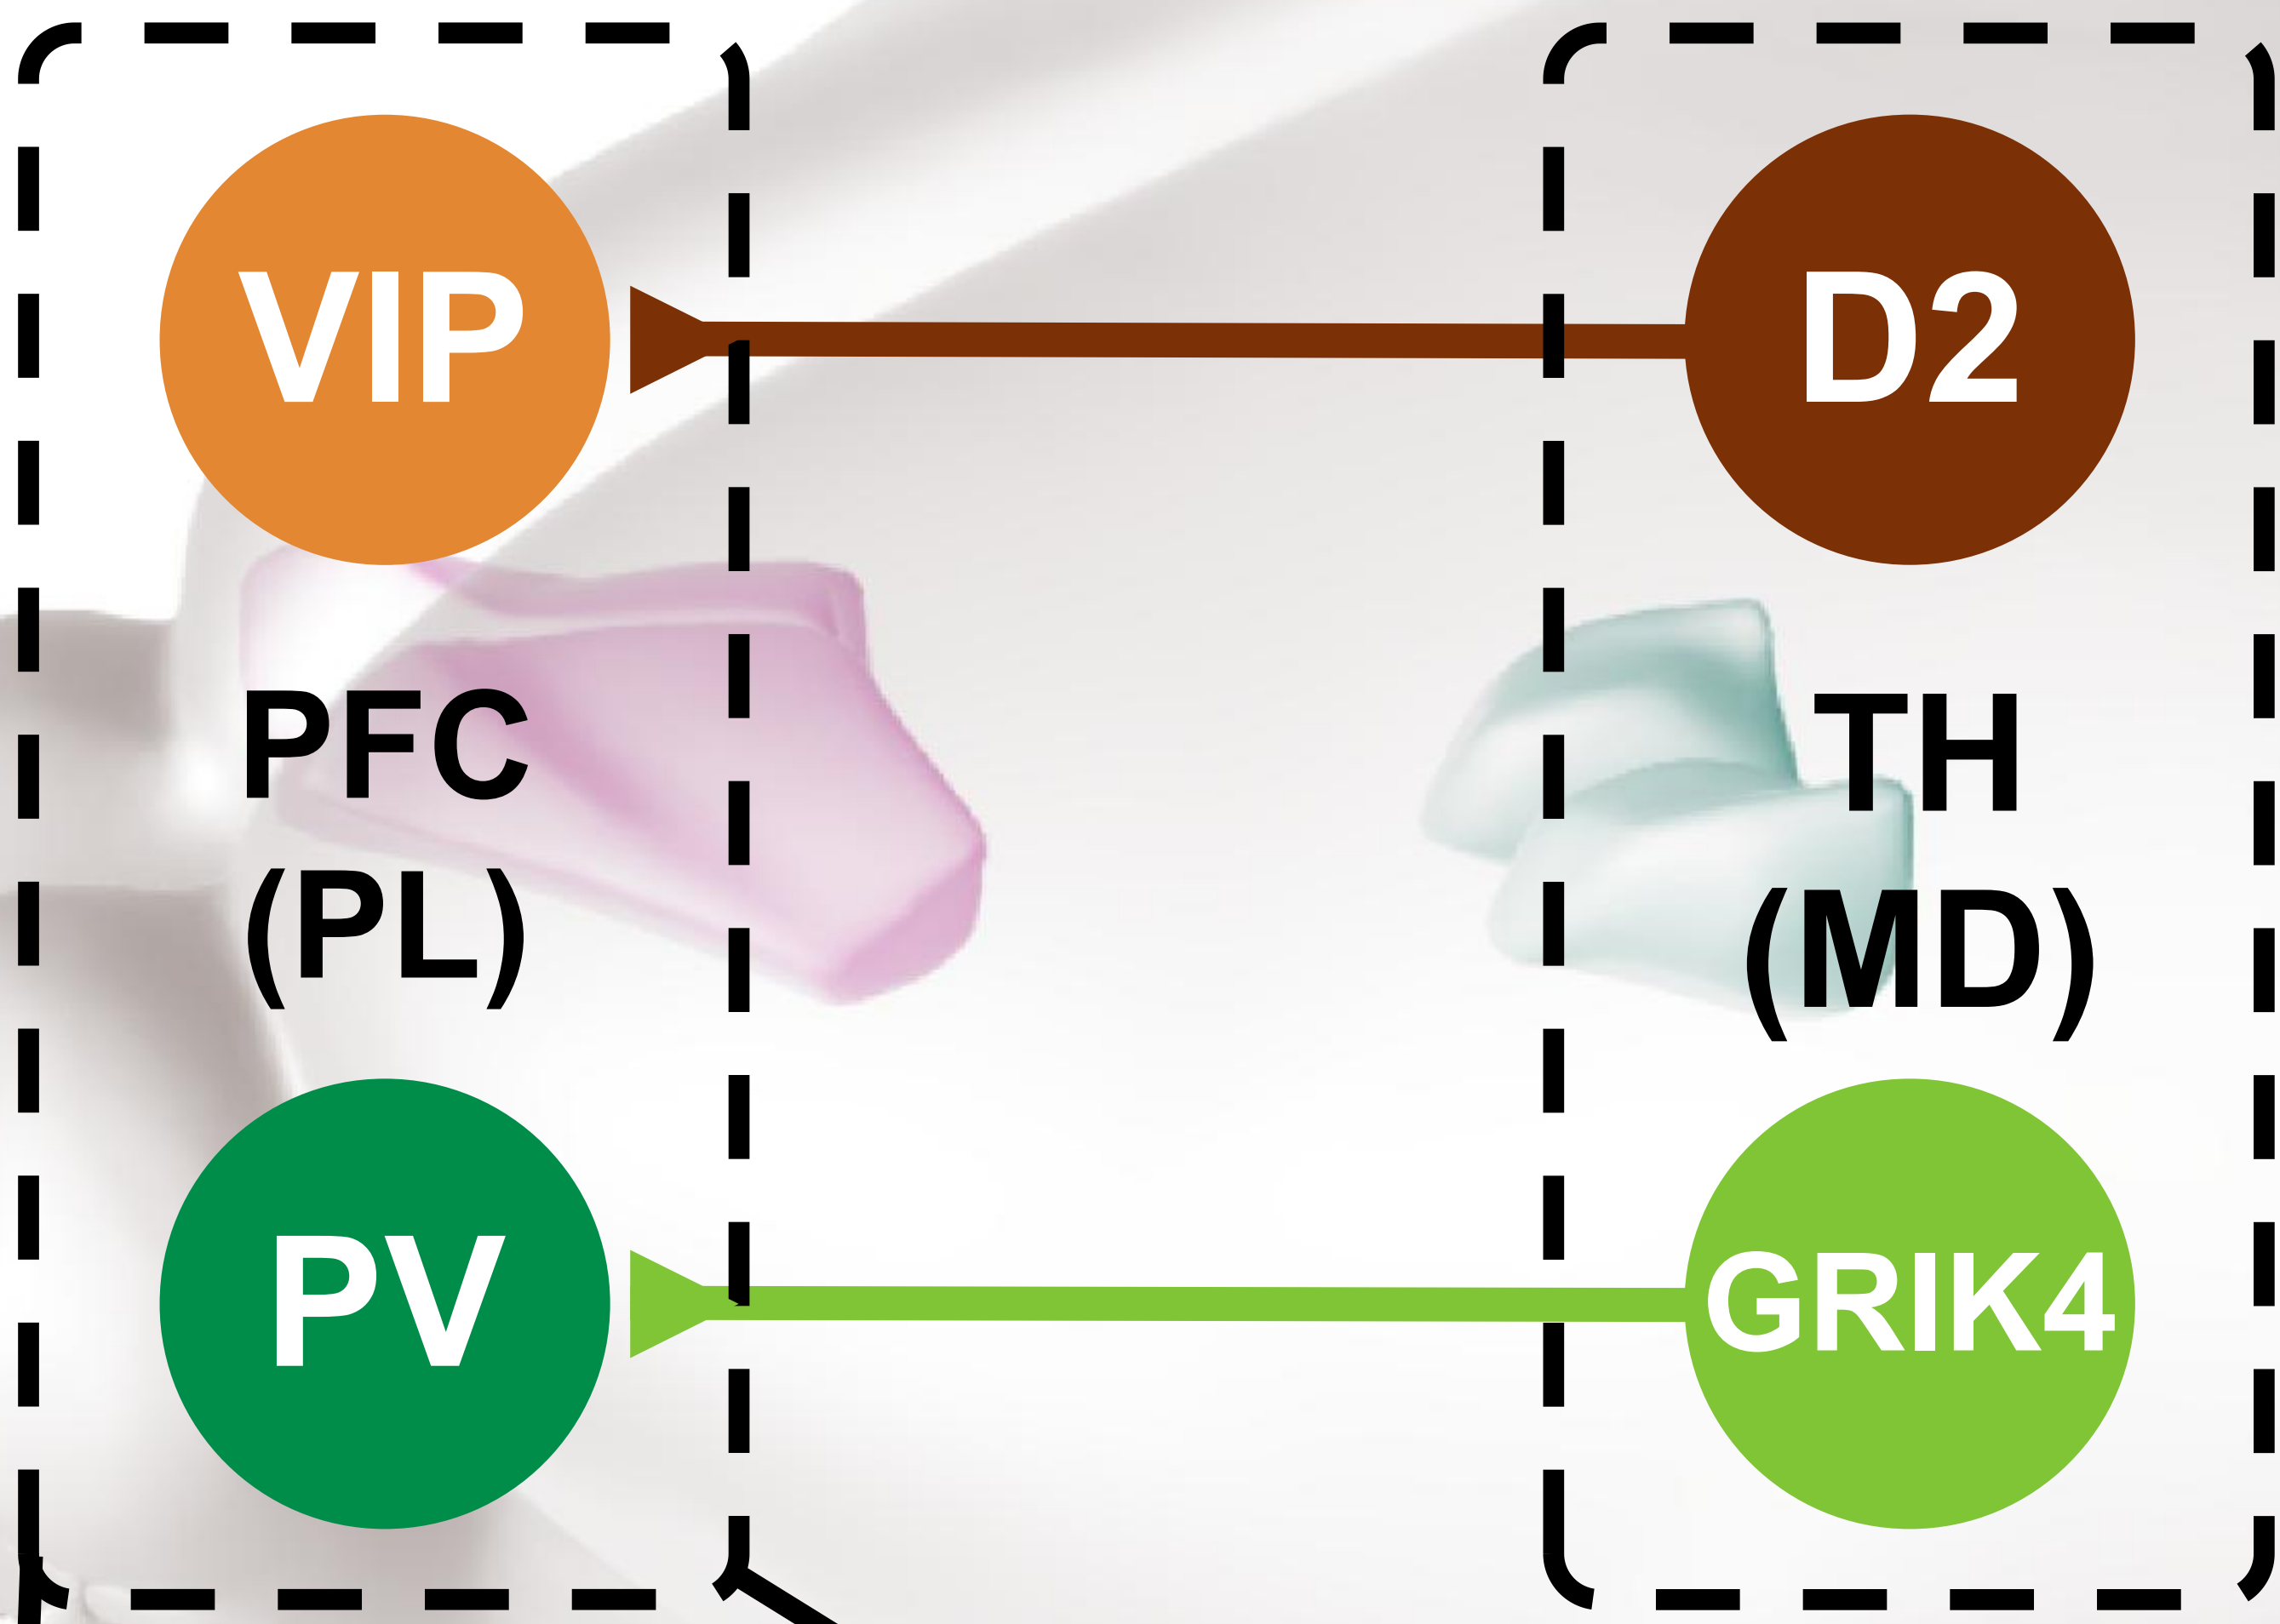 VIP
D2
PFC
(PL)
TH
(MD)
PV
GRIK4